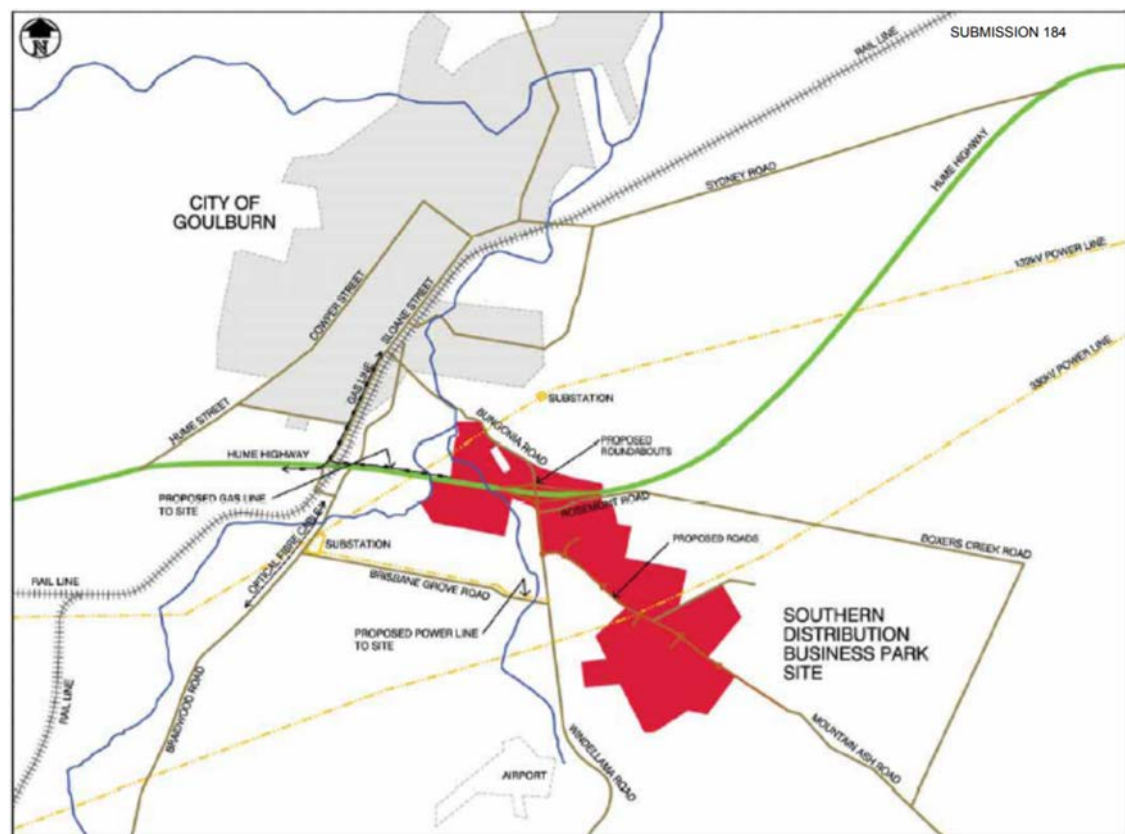 N
SUBMISSION 184
RAIL LINE
HUME HIGHWAY
SYDNEY ROAD
CITY OF
GOULBURN
132kV POWER LINE
COWPER STREET
SLOANE STREET
330kV POWER LINE
GAS LINE
SUBSTATION
HUME STREET
BUNGONIA ROAD
PROPOSED
ROUNDABOUTS
HUME HIGHWAY
PROPOSED GAS LINE
TO SITE
ROSEMONT ROAD
OPTICAL FIBRE CABLE
SUBSTATION
PROPOSED ROADS
BOXERS CREEK ROAD
RAIL LINE
BRISBANE GROVE ROAD
PROPOSED POWER LINE
TO SITE
SOUTHERN
DISTRIBUTION
BUSINESS PARK
SITE
RAIL LINE
BRAIDWOOD ROAD
WINDELLAMA ROAD
MOUNTAIN ASH ROAD
AIRPORT